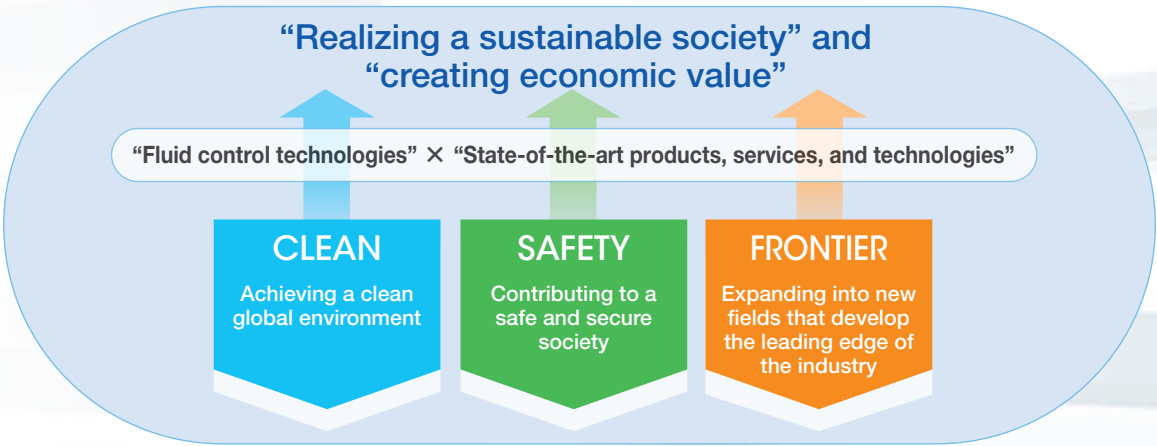 “Realizing a sustainable society” and
“creating economic value”
“Fluid control technologies” × “State-of-the-art products, services, and technologies”
CLEAN
Achieving a clean
global environment
SAFETY
Contributing to a
safe and secure
society
FRONTIER
Expanding into new
fields that develop
the leading edge of
the industry